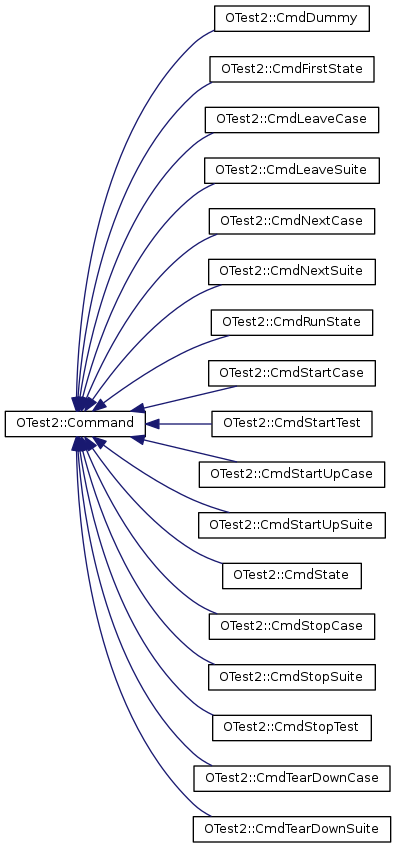 OTest2::CmdDummy
OTest2::CmdFirstState
OTest2::CmdLeaveCase
OTest2::CmdLeaveSuite
OTest2::CmdNextCase
OTest2::CmdNextSuite
OTest2::CmdRunState
OTest2::CmdStartCase
OTest2::Command
OTest2::CmdStartTest
OTest2::CmdStartUpCase
OTest2::CmdStartUpSuite
OTest2::CmdState
OTest2::CmdStopCase
OTest2::CmdStopSuite
OTest2::CmdStopTest
OTest2::CmdTearDownCase
OTest2::CmdTearDownSuite